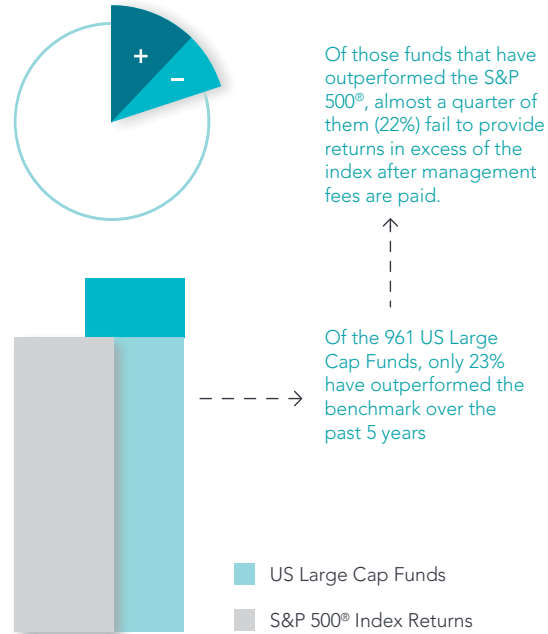 +
−
Of those funds that have
outperformed the S&P
500®, almost a quarter of
them (22%) fail to provide
returns in excess of the
index after management
fees are paid.
Of the 961 US Large
Cap Funds, only 23%
have outperformed the
benchmark over the
past 5 years
US Large Cap Funds
S&P 500® Index Returns